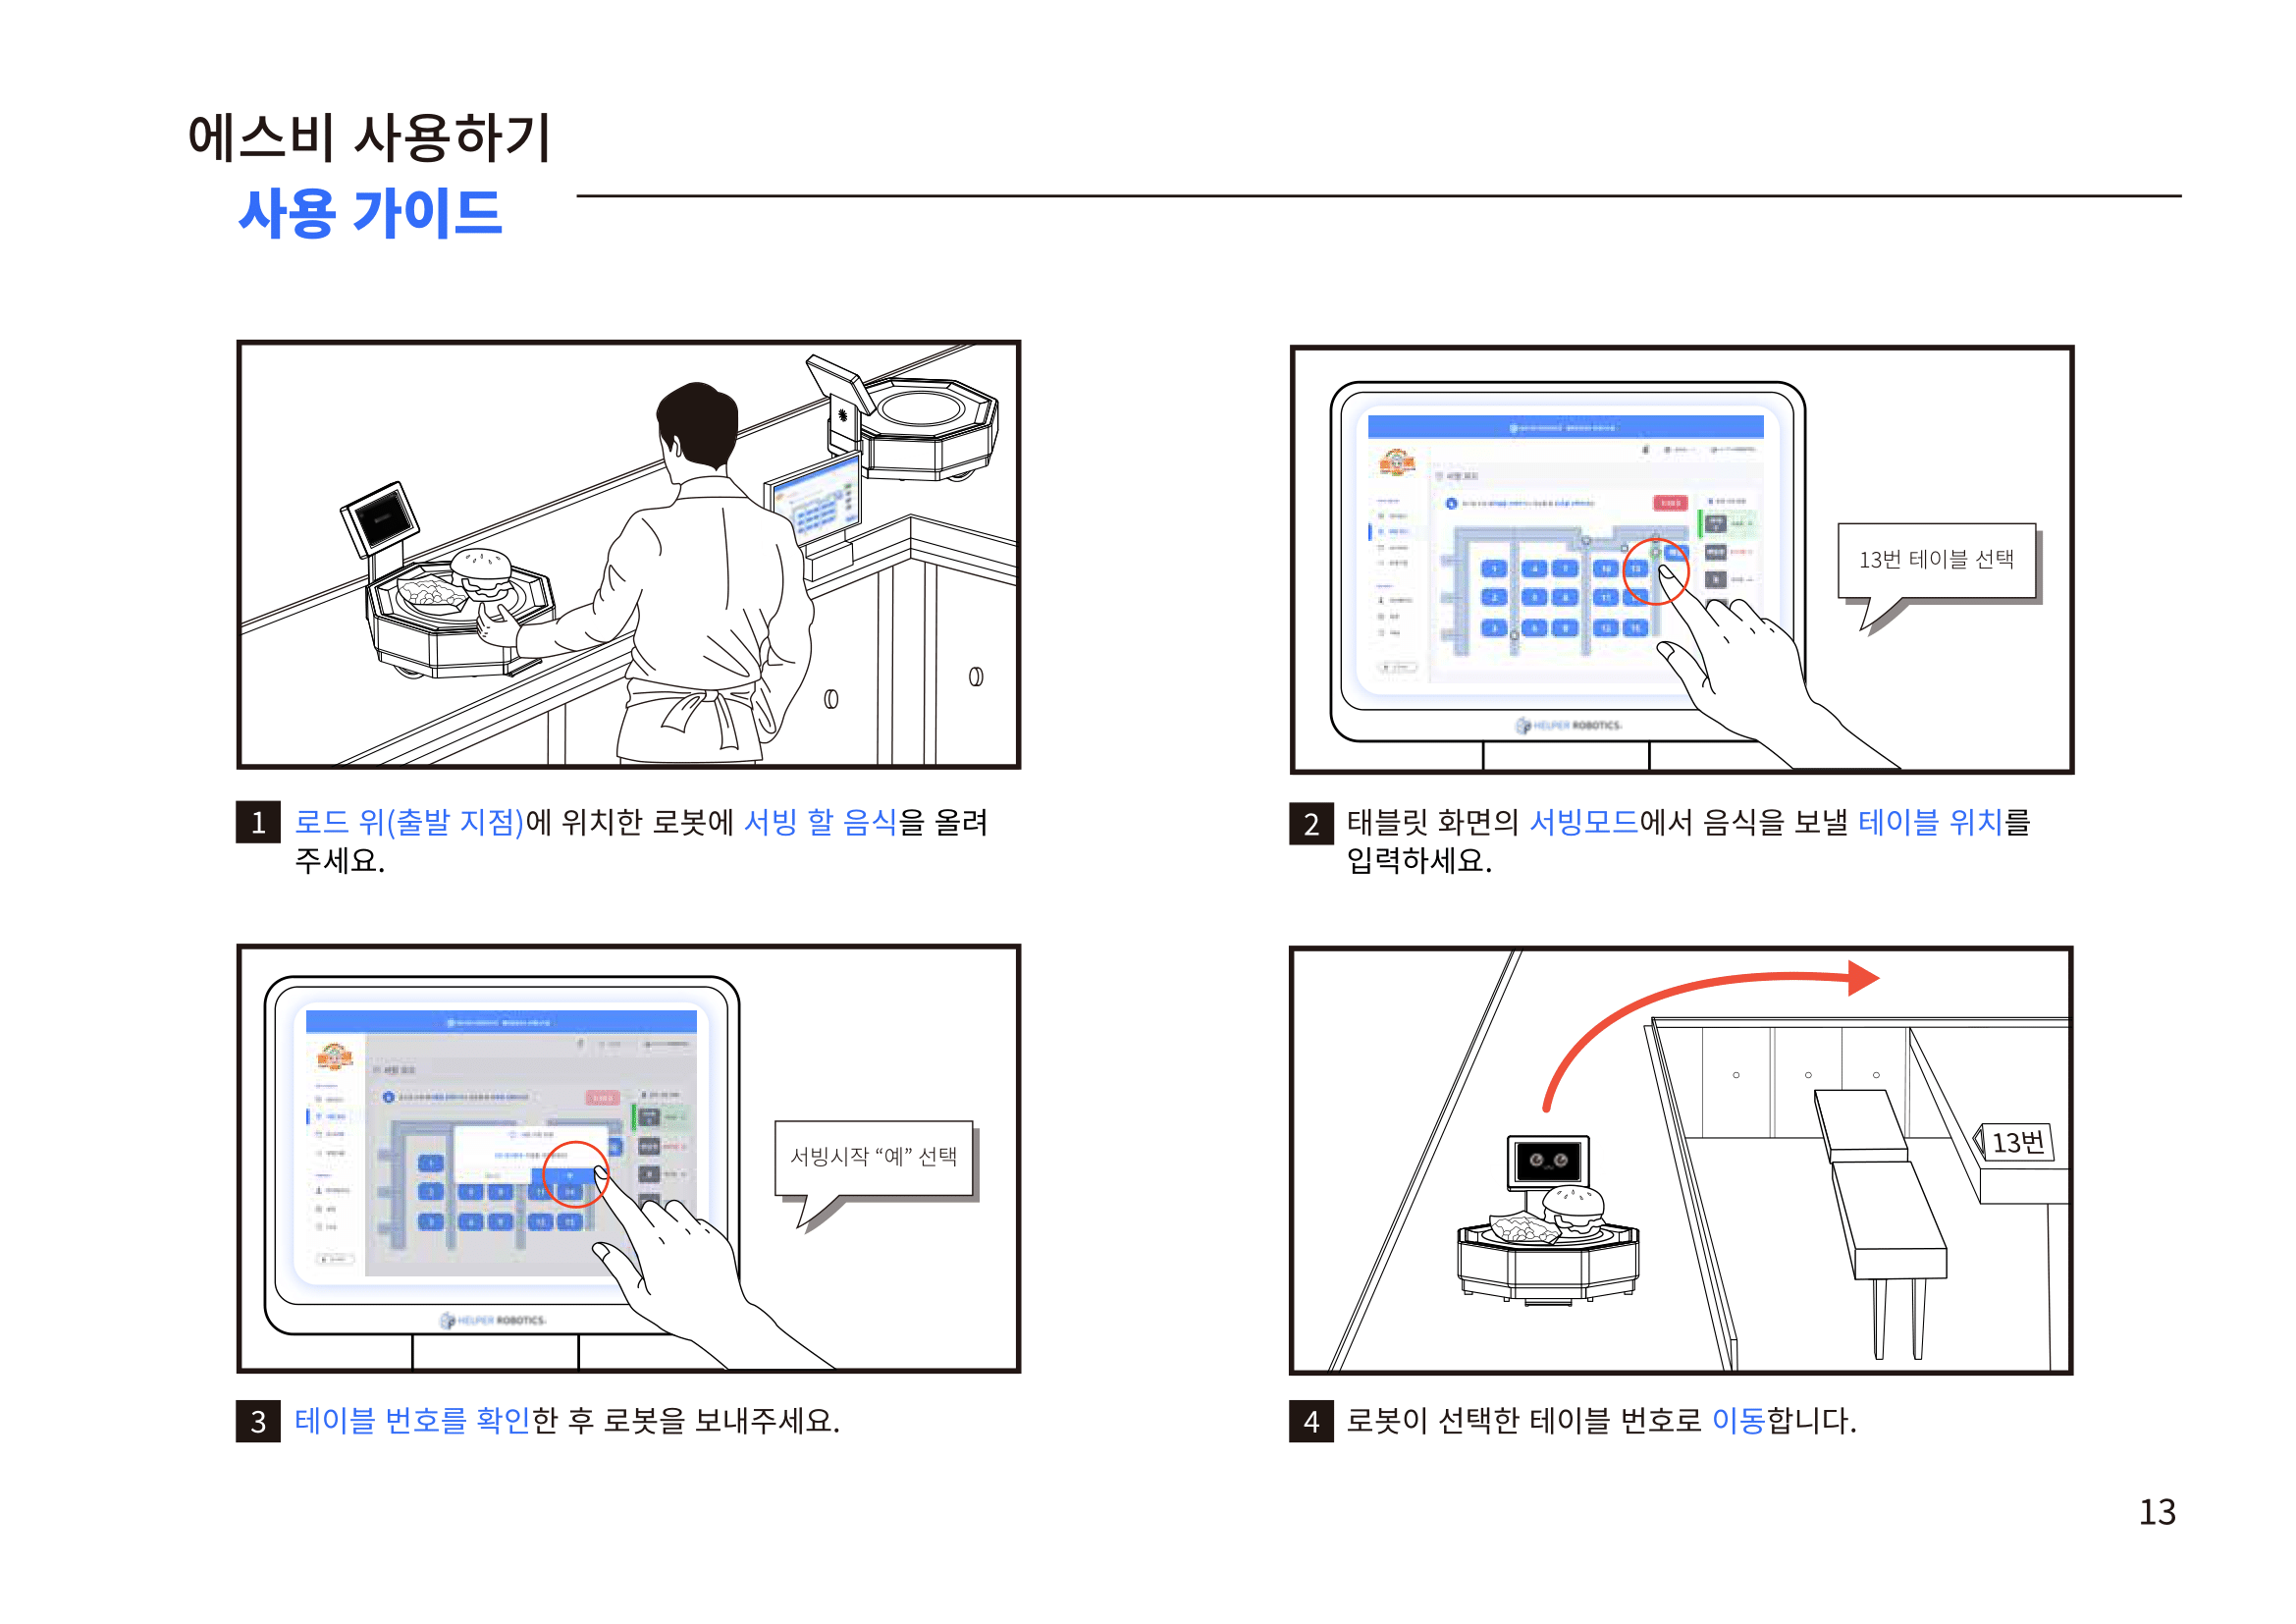 에스비 사용하기
사용 가이드
13번 테이블 선택
HELPER ROBOTICS
1 로드 위(출발 지점)에 위치한 로봇에 서빙 할 음식을 올려
주세요.
2 태블릿 화면의 서빙모드에서 음식을 보낼 테이블 위치를
입력하세요.
서빙시작 “예” 선택
HELPER ROBOTICS
13번
3 테이블 번호를 확인한 후 로봇을 보내주세요.
4 로봇이 선택한 테이블 번호로 이동합니다.
13